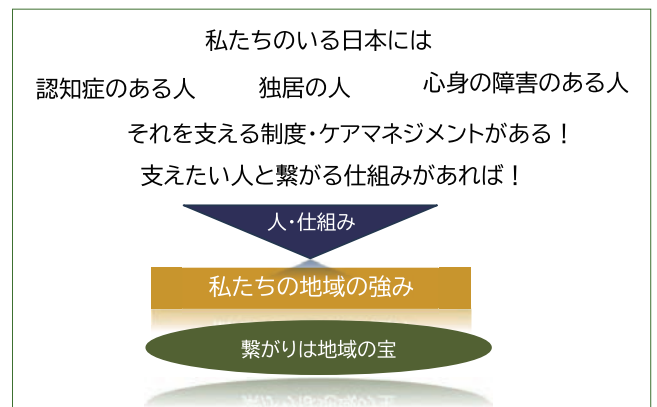 私たちのいる日本には
認知症のある人 独居の人 心身の障害のある人
それを支える制度・ケアマネジメントがある！
支えたい人と繋がる仕組みがあれば！
人・仕組み
私たちの地域の強み
繋がりは地域の宝